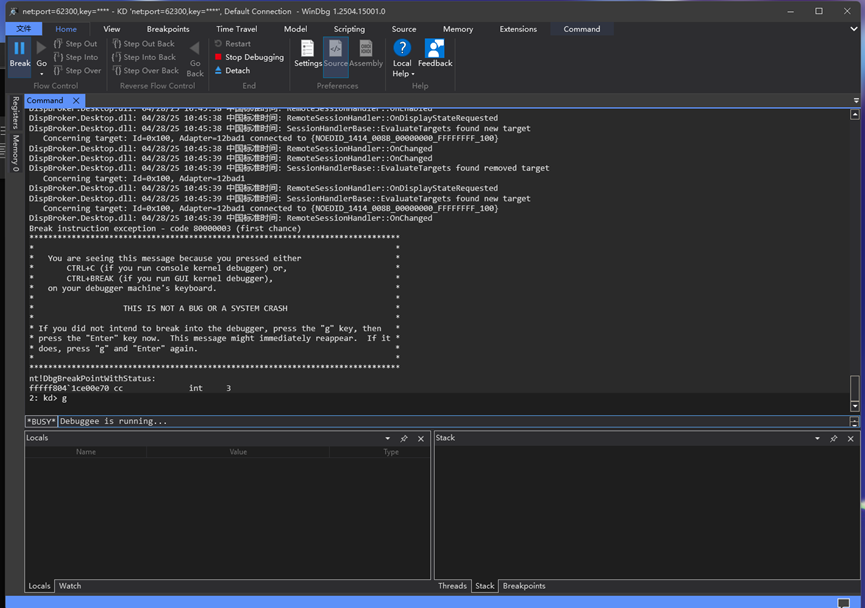 net:port=62300,key=**** - KD 'net:port=62300,key=****', Default Connection - WinDbg 1.2504.15001.0
文件 Home View Breakpoints Time Travel Model Scripting Source Memory Extensions Command
Break
Go
Step Out
Step Into
Step Over
Flow Control
Step Out Back
Step Into Back
Step Over Back
Go
Back
Reverse Flow Control
Restart
Stop Debugging
Detach
End
Settings Source Assembly
Preferences
Local
Help
Feedback
Help
Registers
Memory 0
Command
DispBroker.Desktop.dll: 04/28/25 10:45:38 中国标准时间: RemoteSessionHandler::OnEnabled
DispBroker.Desktop.dll: 04/28/25 10:45:38 中国标准时间: RemoteSessionHandler::OnDisplayStateRequested
DispBroker.Desktop.dll: 04/28/25 10:45:38 中国标准时间: SessionHandlerBase::EvaluateTargets found new target
Concerning target: Id=0x100, Adapter=12bad1 connected to {NOEDID_1414_008B_00000000_FFFFFFFF_100}
DispBroker.Desktop.dll: 04/28/25 10:45:38 中国标准时间: RemoteSessionHandler::OnChanged
DispBroker.Desktop.dll: 04/28/25 10:45:39 中国标准时间: RemoteSessionHandler::OnChanged
DispBroker.Desktop.dll: 04/28/25 10:45:39 中国标准时间: SessionHandlerBase::EvaluateTargets found removed target
Concerning target: Id=0x100, Adapter=12bad1
DispBroker.Desktop.dll: 04/28/25 10:45:39 中国标准时间: RemoteSessionHandler::OnDisplayStateRequested
DispBroker.Desktop.dll: 04/28/25 10:45:39 中国标准时间: SessionHandlerBase::EvaluateTargets found new target
Concerning target: Id=0x100, Adapter=12bad1 connected to {NOEDID_1414_008B_00000000_FFFFFFFF_100}
DispBroker.Desktop.dll: 04/28/25 10:45:39 中国标准时间: RemoteSessionHandler::OnChanged
Break instruction exception - code 80000003 (first chance)
*******************************************************************************
* *
* You are seeing this message because you pressed either *
* CTRL+C (if you run console kernel debugger) or, *
* CTRL+BREAK (if you run GUI kernel debugger), *
* on your debugger machine's keyboard. *
* *
* THIS IS NOT A BUG OR A SYSTEM CRASH *
* *
* If you did not intend to break into the debugger, press the "g" key, then *
* press the "Enter" key now. This message might immediately reappear. If it *
* does, press "g" and "Enter" again. *
* *
*******************************************************************************
nt!DbgBreakPointWithStatus:
fffff804`1ce00e70 cc int 3
2: kd> g
*BUSY* Debuggee is running...
Locals
Name Value Type
Locals Watch
Stack
Threads Stack Breakpoints